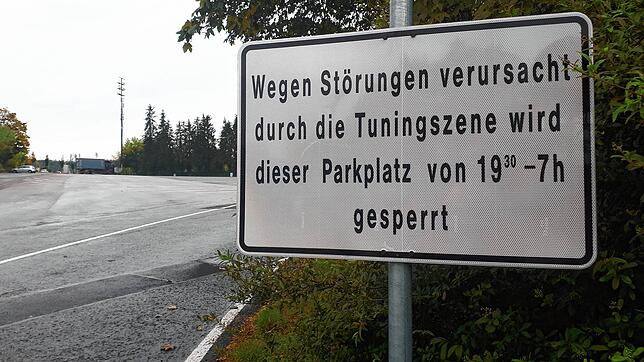 Wegen Störungen verursacht
durch die Tuningszene wird
dieser Parkplatz von 19³⁰ –7h
gesperrt